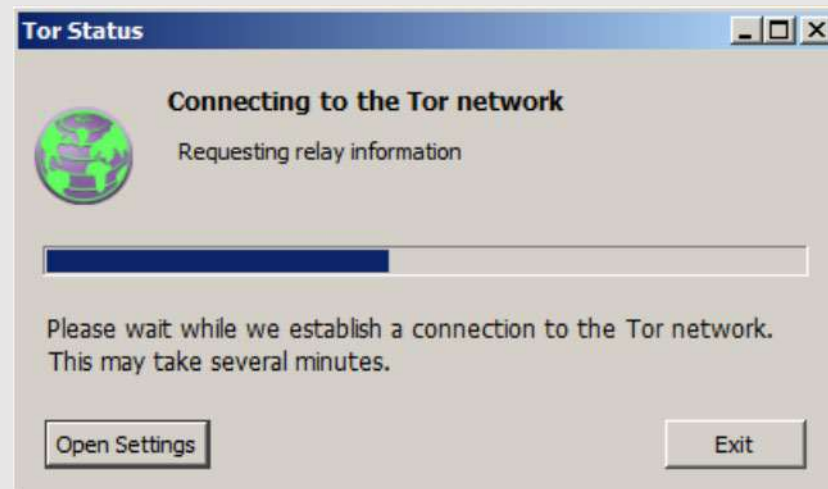 Tor Status
Connecting to the Tor network
Requesting relay information
Please wait while we establish a connection to the Tor network.
This may take several minutes.
Open Settings
Exit